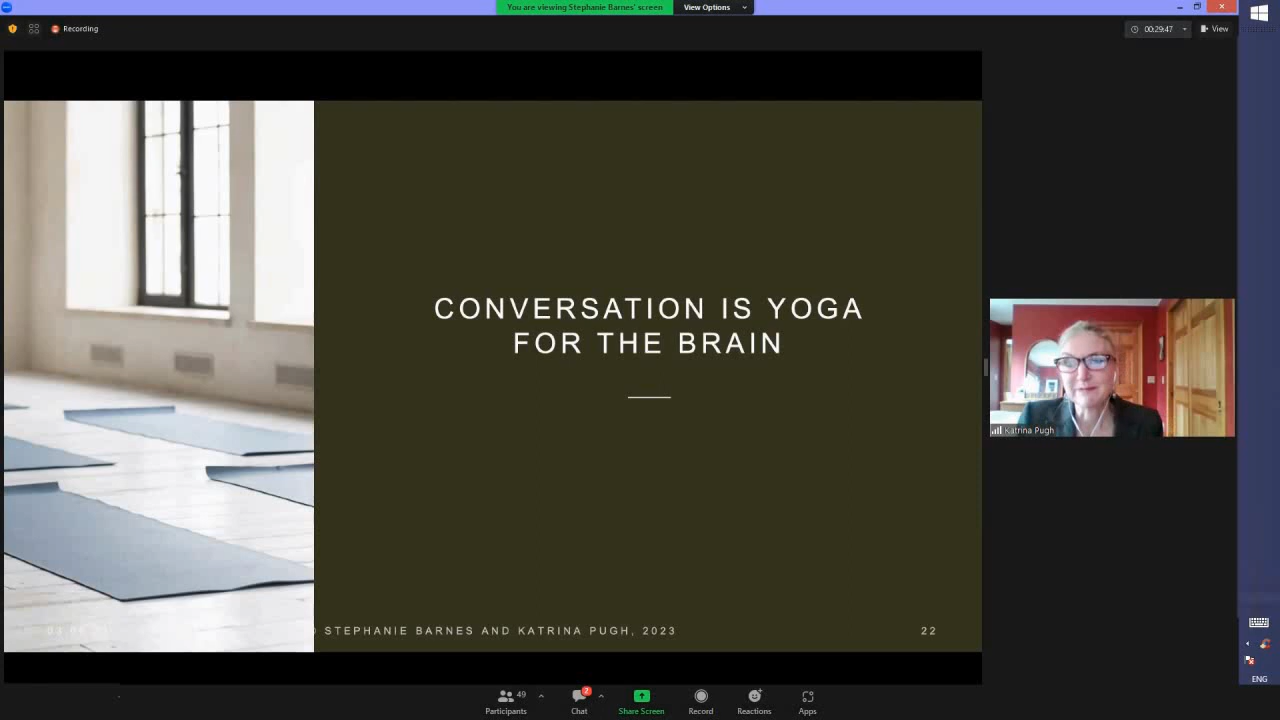 You are viewing Stephanie Barnes' screen
View Options
Recording
00:29:47
View
CONVERSATION IS YOGA
FOR THE BRAIN
Katrina Pugh
STEPHANIE BARNES AND KATRINA PUGH, 2023
22
49
2
Participants
Chat
Share Screen
Record
Reactions
Apps
ENG